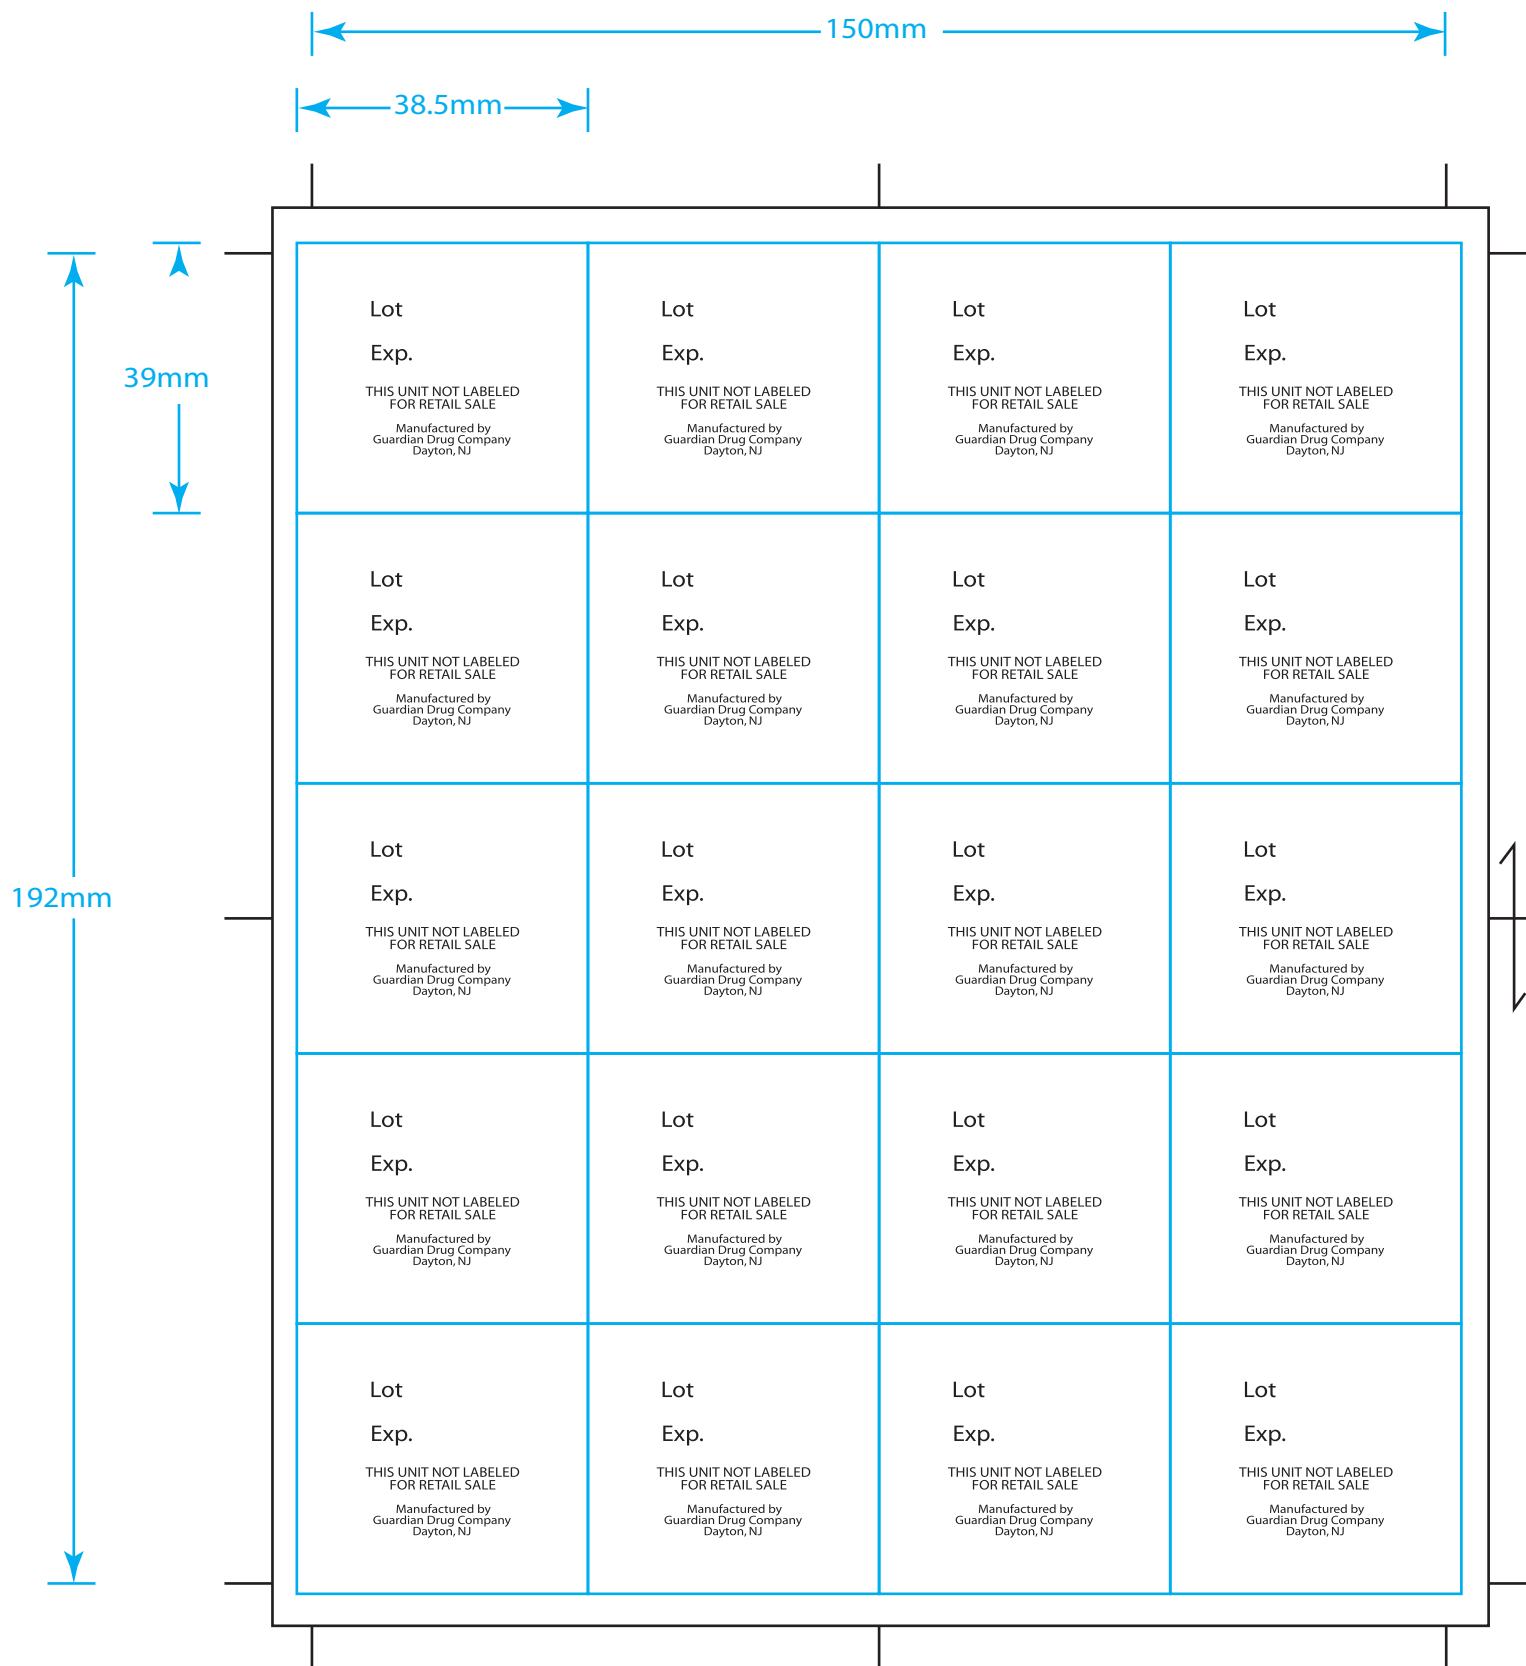 150mm
38.5mm
Lot
Exp.
THIS UNIT NOT LABELED
FOR RETAIL SALE
Manufactured by
Guardian Drug Company
Dayton, NJ
Lot
Exp.
THIS UNIT NOT LABELED
FOR RETAIL SALE
Manufactured by
Guardian Drug Company
Dayton, NJ
Lot
Exp.
THIS UNIT NOT LABELED
FOR RETAIL SALE
Manufactured by
Guardian Drug Company
Dayton, NJ
Lot
Exp.
THIS UNIT NOT LABELED
FOR RETAIL SALE
Manufactured by
Guardian Drug Company
Dayton, NJ
39mm
Lot
Exp.
THIS UNIT NOT LABELED
FOR RETAIL SALE
Manufactured by
Guardian Drug Company
Dayton, NJ
Lot
Exp.
THIS UNIT NOT LABELED
FOR RETAIL SALE
Manufactured by
Guardian Drug Company
Dayton, NJ
Lot
Exp.
THIS UNIT NOT LABELED
FOR RETAIL SALE
Manufactured by
Guardian Drug Company
Dayton, NJ
Lot
Exp.
THIS UNIT NOT LABELED
FOR RETAIL SALE
Manufactured by
Guardian Drug Company
Dayton, NJ
192mm
Lot
Exp.
THIS UNIT NOT LABELED
FOR RETAIL SALE
Manufactured by
Guardian Drug Company
Dayton, NJ
Lot
Exp.
THIS UNIT NOT LABELED
FOR RETAIL SALE
Manufactured by
Guardian Drug Company
Dayton, NJ
Lot
Exp.
THIS UNIT NOT LABELED
FOR RETAIL SALE
Manufactured by
Guardian Drug Company
Dayton, NJ
Lot
Exp.
THIS UNIT NOT LABELED
FOR RETAIL SALE
Manufactured by
Guardian Drug Company
Dayton, NJ
Lot
Exp.
THIS UNIT NOT LABELED
FOR RETAIL SALE
Manufactured by
Guardian Drug Company
Dayton, NJ
Lot
Exp.
THIS UNIT NOT LABELED
FOR RETAIL SALE
Manufactured by
Guardian Drug Company
Dayton, NJ
Lot
Exp.
THIS UNIT NOT LABELED
FOR RETAIL SALE
Manufactured by
Guardian Drug Company
Dayton, NJ
Lot
Exp.
THIS UNIT NOT LABELED
FOR RETAIL SALE
Manufactured by
Guardian Drug Company
Dayton, NJ
Lot
Exp.
THIS UNIT NOT LABELED
FOR RETAIL SALE
Manufactured by
Guardian Drug Company
Dayton, NJ
Lot
Exp.
THIS UNIT NOT LABELED
FOR RETAIL SALE
Manufactured by
Guardian Drug Company
Dayton, NJ
Lot
Exp.
THIS UNIT NOT LABELED
FOR RETAIL SALE
Manufactured by
Guardian Drug Company
Dayton, NJ
Lot
Exp.
THIS UNIT NOT LABELED
FOR RETAIL SALE
Manufactured by
Guardian Drug Company
Dayton, NJ